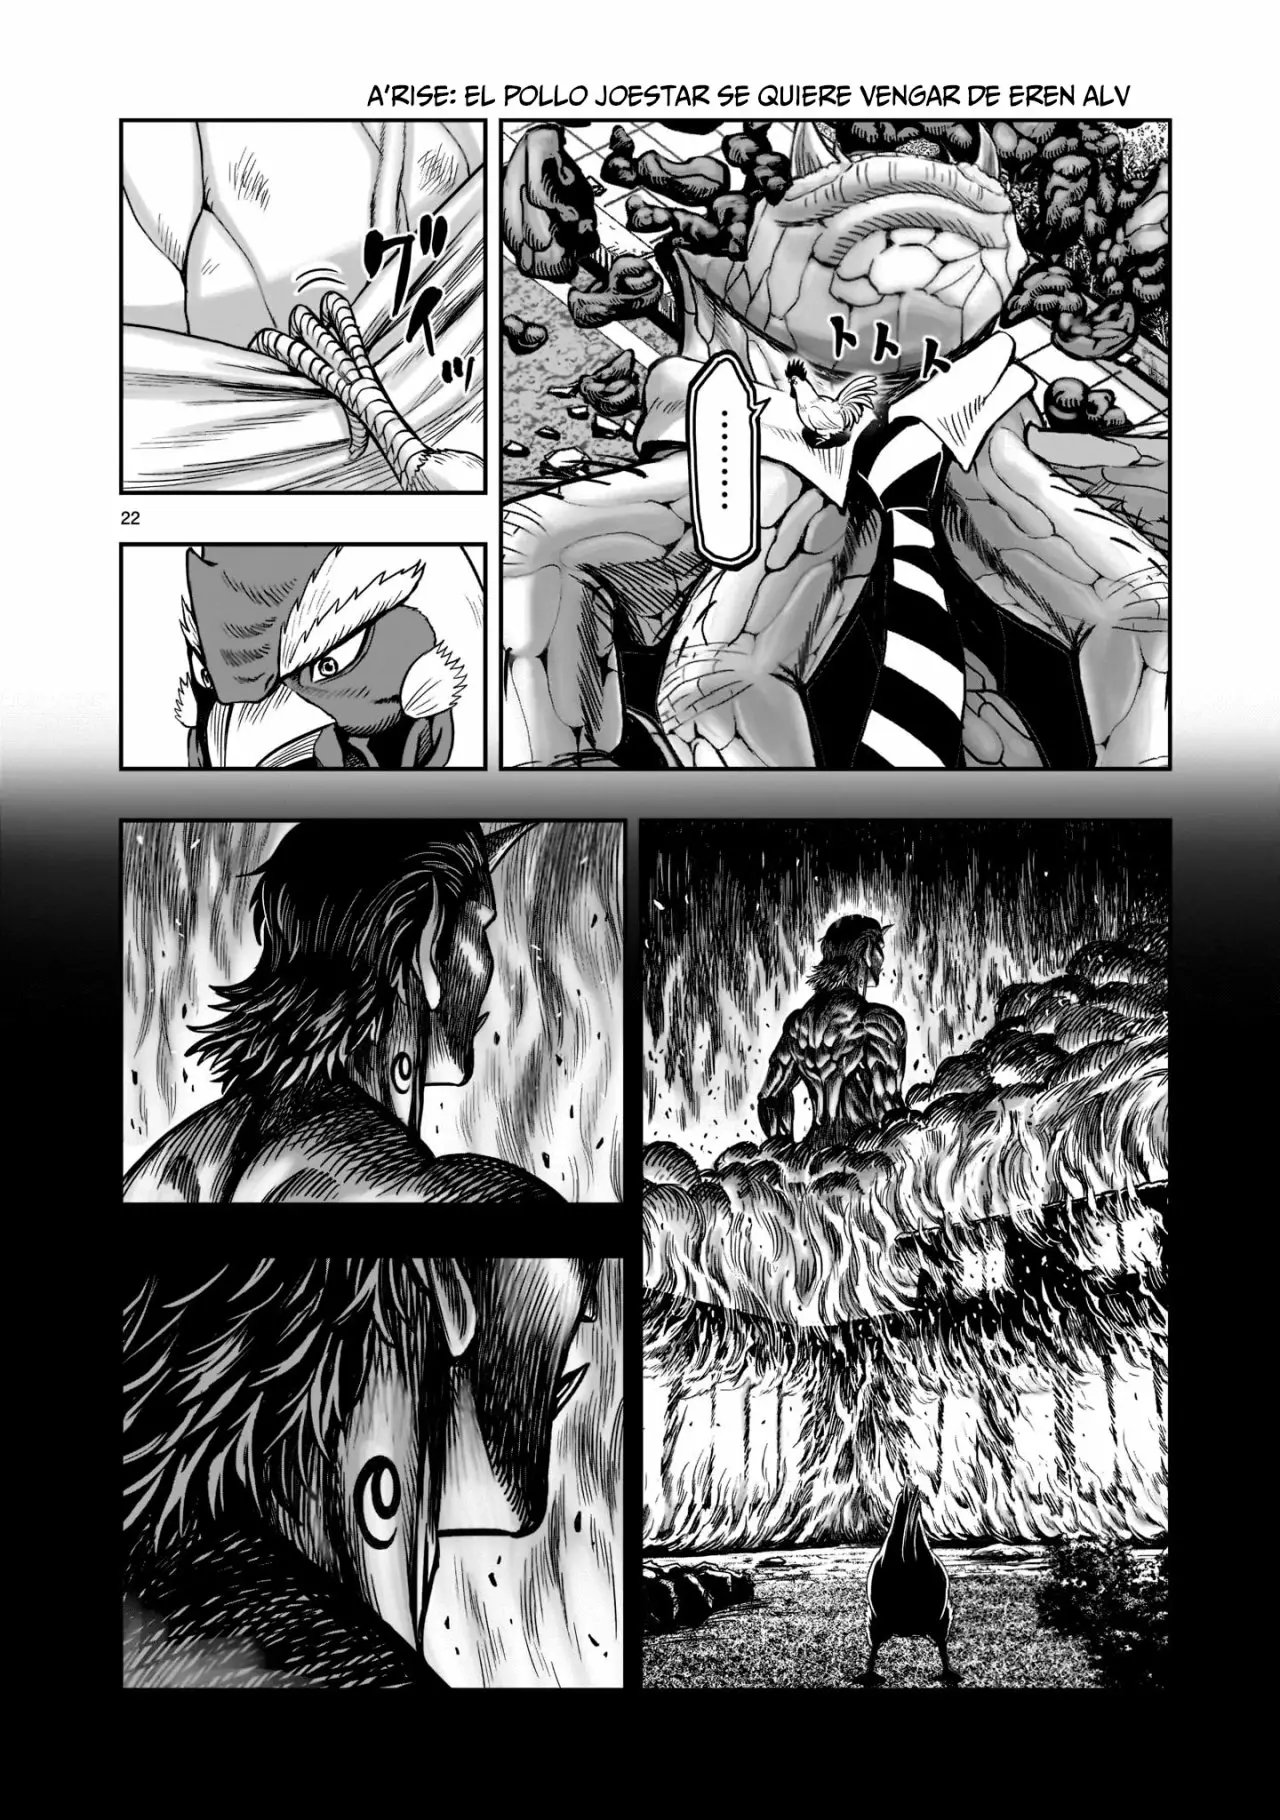 A'RISE: EL POLLO JOESTAR SE QUIERE VENGAR DE EREN ALV
トトト
グイッ
………
22